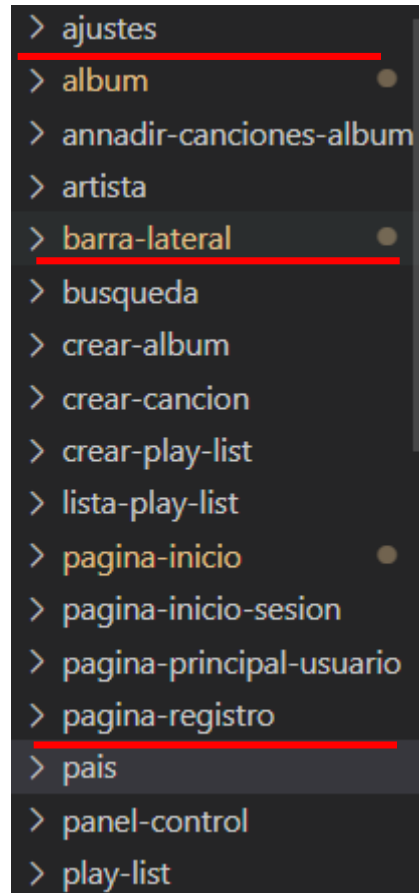 ajustes
album
annadir-canciones-album
artista
barra-lateral
busqueda
crear-album
crear-cancion
crear-play-list
lista-play-list
pagina-inicio
pagina-inicio-sesion
pagina-principal-usuario
pagina-registro
pais
panel-control
play-list